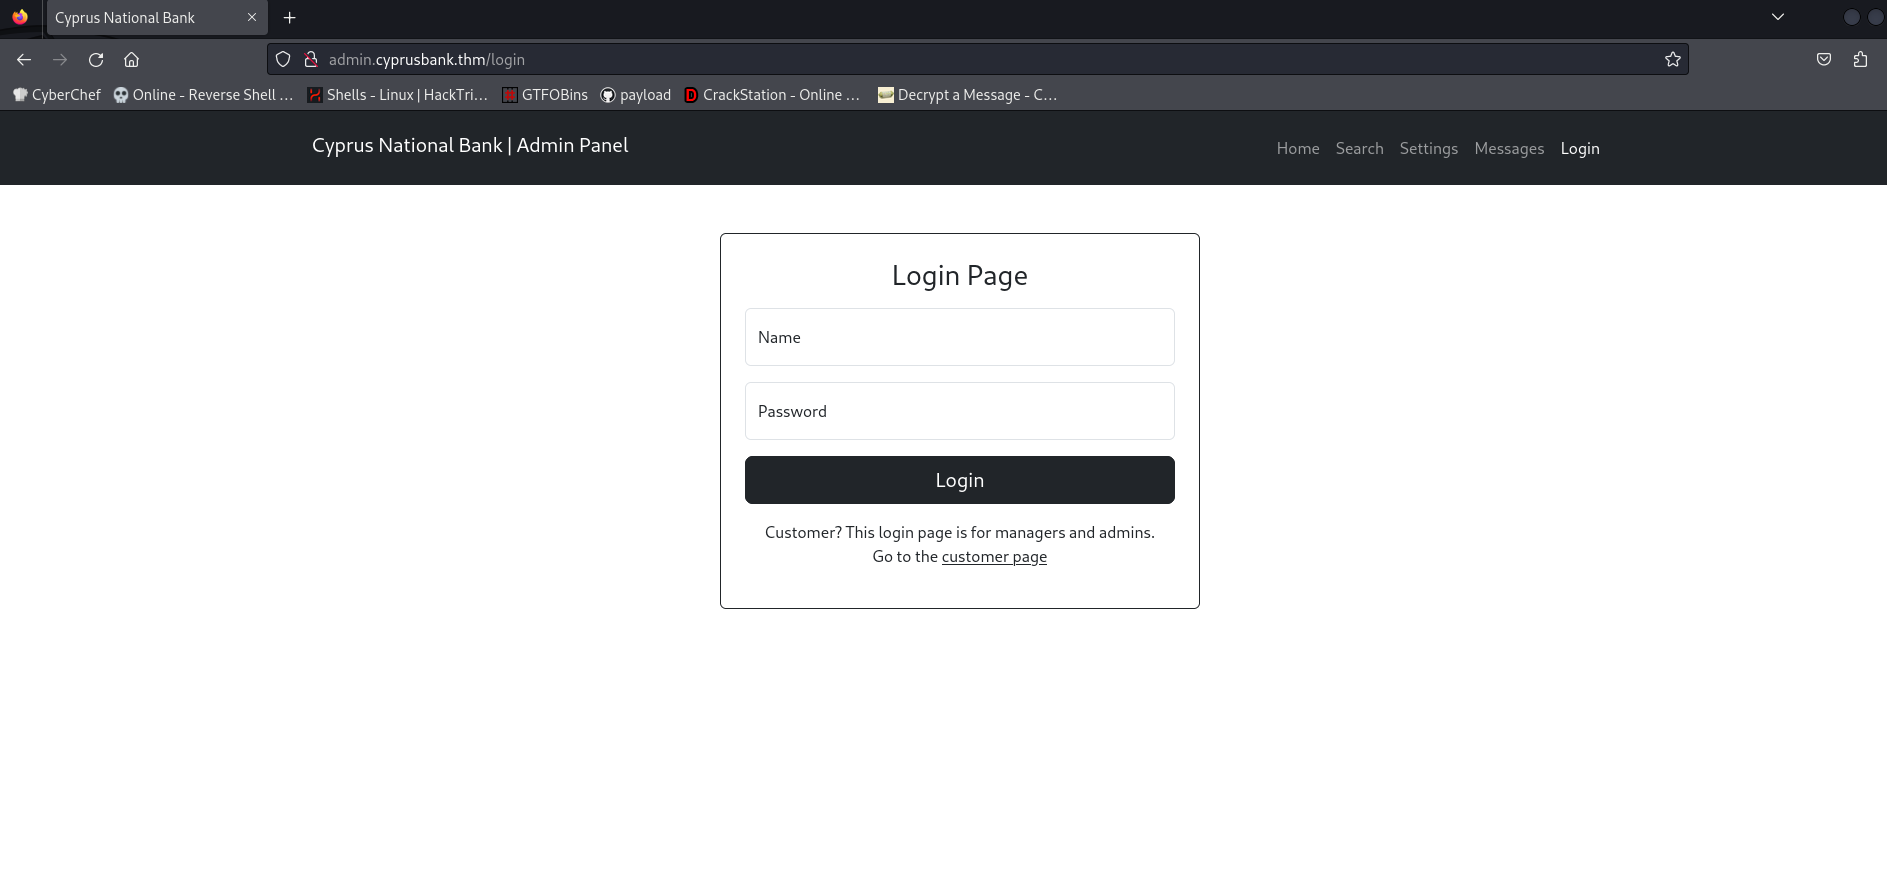 Cyprus National Bank
admin.cyprusbank.thm/login
CyberChef Online - Reverse Shell … Shells - Linux | HackTri… GTFOBins payload CrackStation - Online … Decrypt a Message - C…
Cyprus National Bank | Admin Panel Home Search Settings Messages Login
Login Page
Name
Password
Login
Customer? This login page is for managers and admins.
Go to the customer page